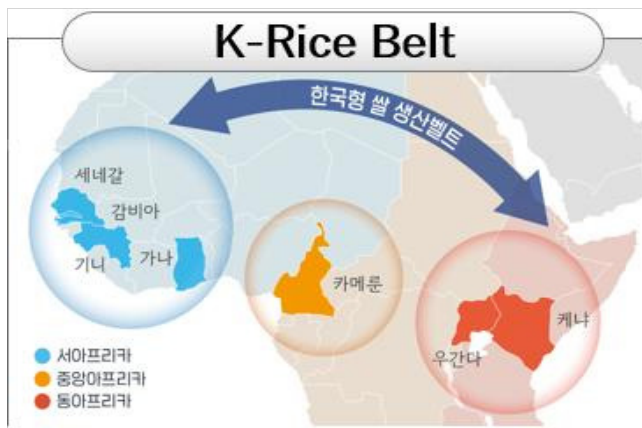 K-Rice Belt
한국형 쌀 생산벨트
세네갈
감비아
기니
가나
카메룬
케냐
우간다
서아프리카
중앙아프리카
동아프리카